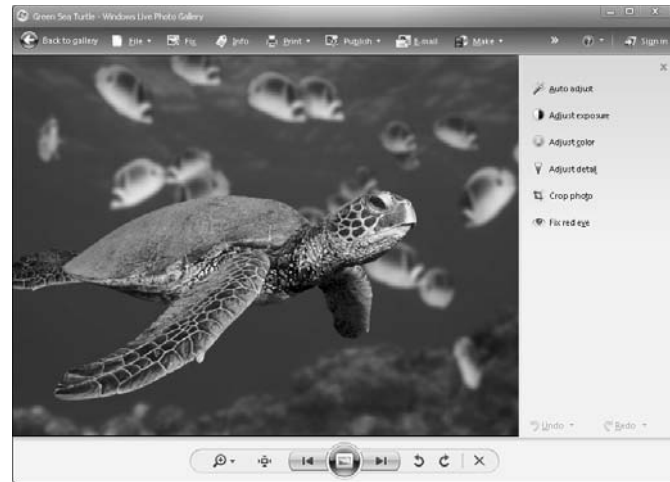 Green Sea Turtle - Windows Live Photo Gallery
Back to gallery File Fix Info Print Publish E-mail Make » Sign in
Auto adjust
Adjust exposure
Adjust color
Adjust detail
Crop photo
Fix red eye
Undo Redo